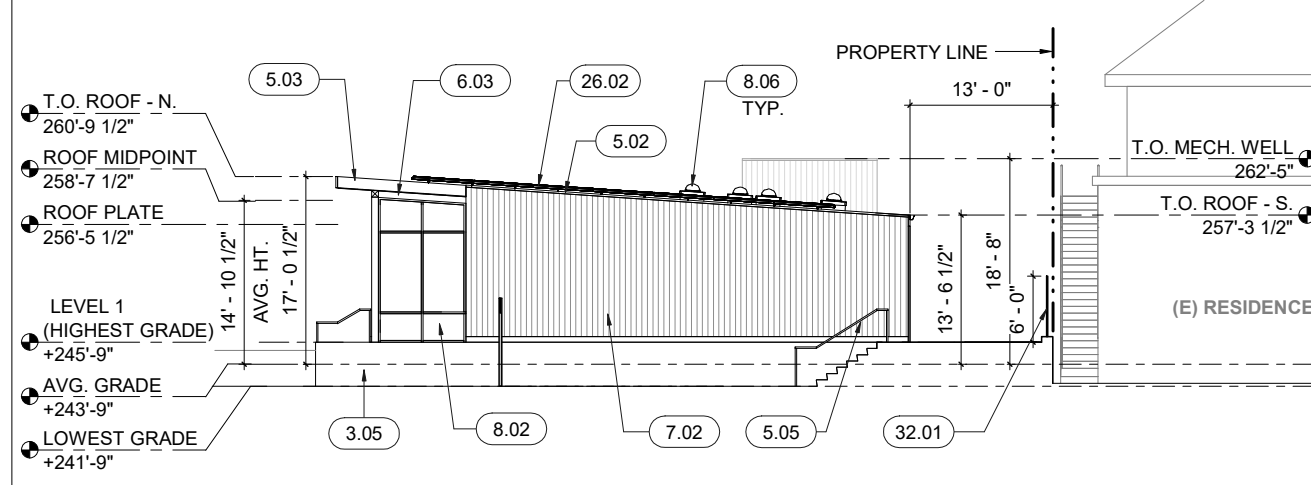 PROPERTY LINE
5.03
6.03
26.02
8.06
TYP.
13' - 0"
T.O. ROOF - N.
260'-9 1/2"
5.02
T.O. MECH. WELL
262'-5"
ROOF MIDPOINT
258'-7 1/2"
ROOF PLATE
256'-5 1/2"
T.O. ROOF - S.
257'-3 1/2"
14' - 10 1/2"
AVG. HT.
17' - 0 1/2"
13' - 6 1/2"
18' - 8"
6' - 0"
(E) RESIDENCE
LEVEL 1
(HIGHEST GRADE)
+245'-9"
AVG. GRADE
+243'-9"
LOWEST GRADE
+241'-9"
3.05
8.02
7.02
5.05
32.01